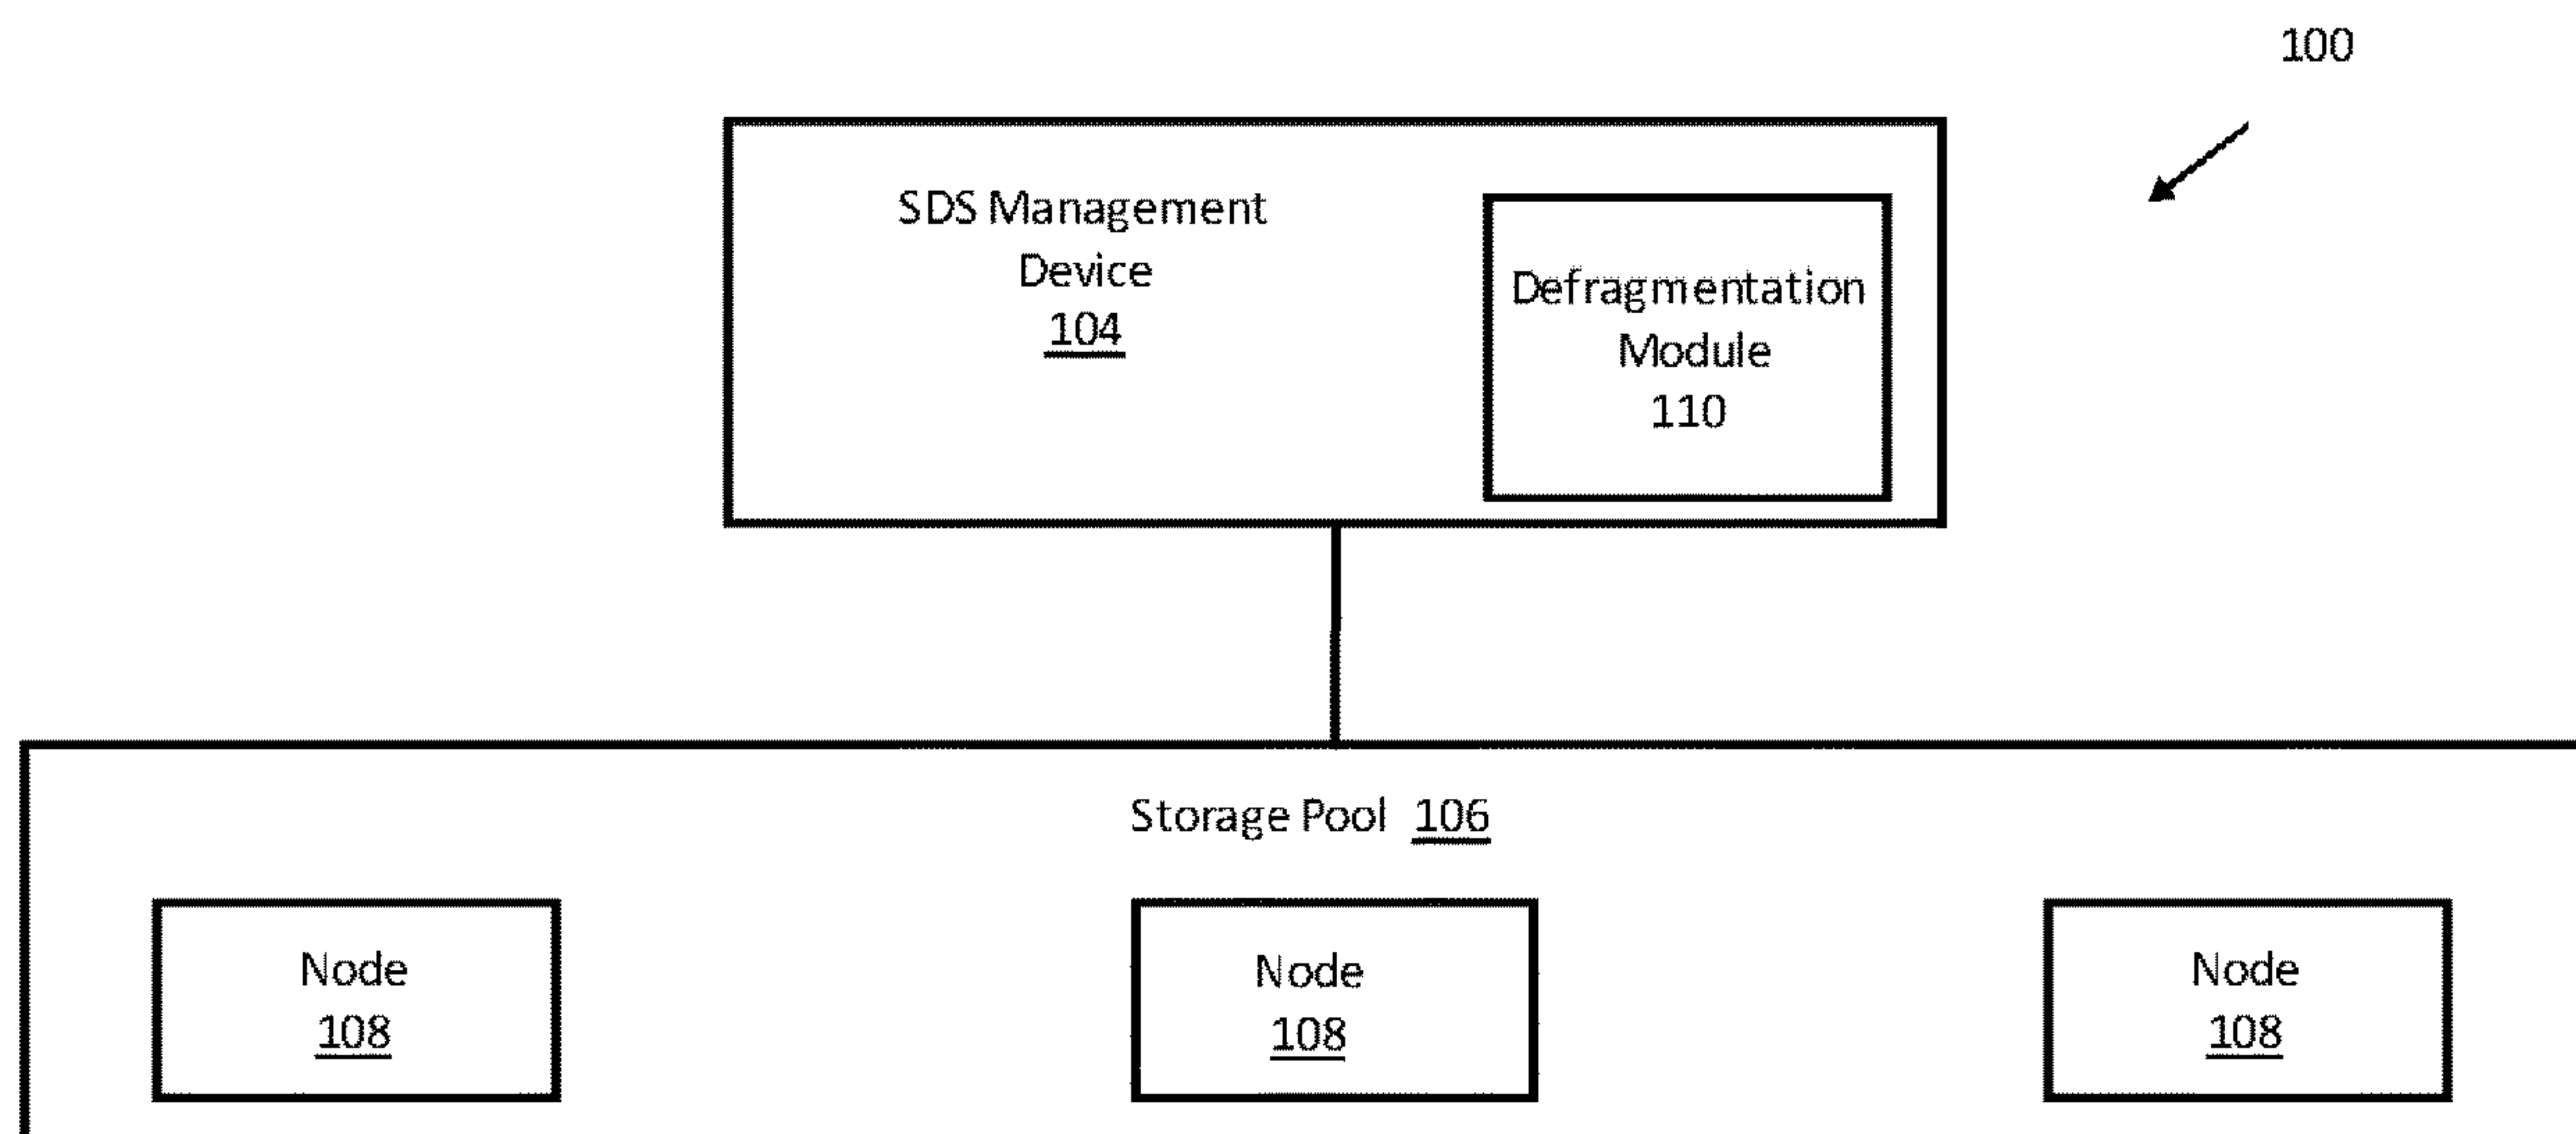 100
SDS Management
Device
104
Defragmentation
Module
110
Storage Pool 106
Node
108
Node
108
Node
108